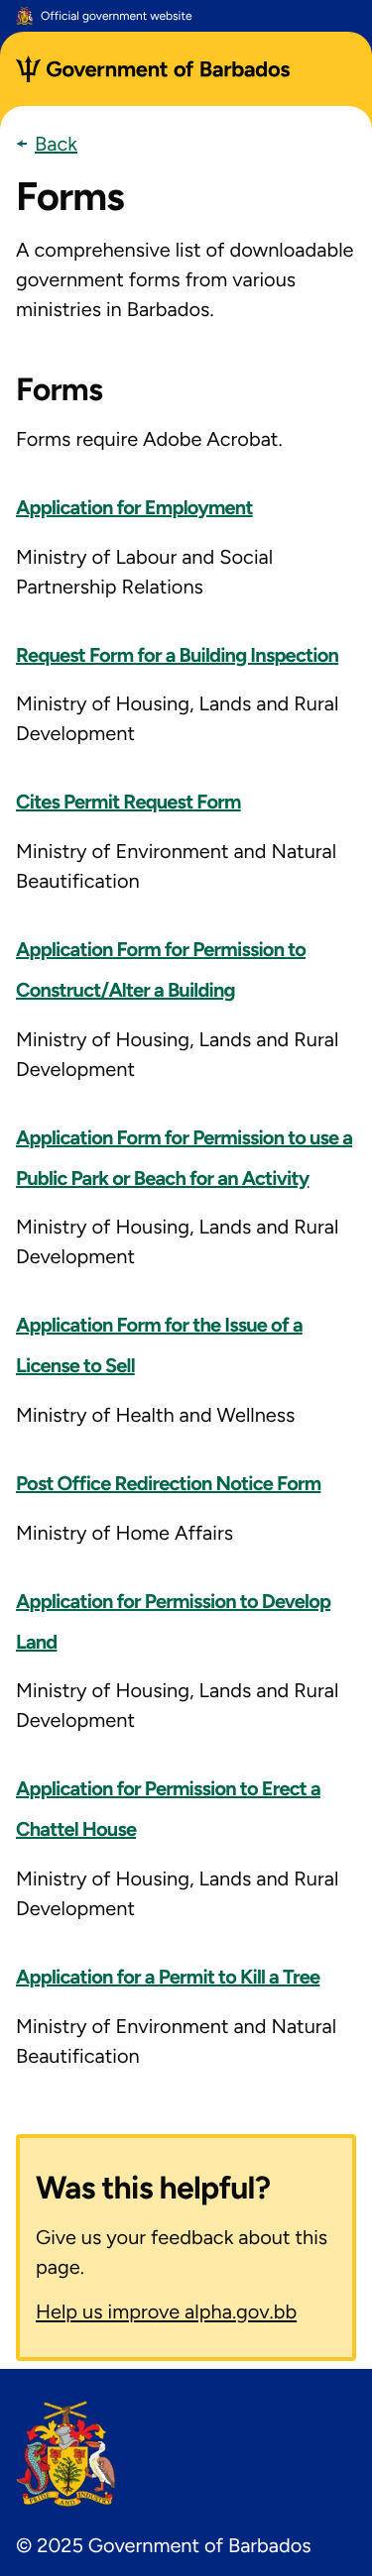 Official government website
Government of Barbados
Back
Forms
A comprehensive list of downloadable
government forms from various
ministries in Barbados.
Forms
Forms require Adobe Acrobat.
Application for Employment
Ministry of Labour and Social
Partnership Relations
Request Form for a Building Inspection
Ministry of Housing, Lands and Rural
Development
Cites Permit Request Form
Ministry of Environment and Natural
Beautification
Application Form for Permission to
Construct/Alter a Building
Ministry of Housing, Lands and Rural
Development
Application Form for Permission to use a
Public Park or Beach for an Activity
Ministry of Housing, Lands and Rural
Development
Application Form for the Issue of a
License to Sell
Ministry of Health and Wellness
Post Office Redirection Notice Form
Ministry of Home Affairs
Application for Permission to Develop
Land
Ministry of Housing, Lands and Rural
Development
Application for Permission to Erect a
Chattel House
Ministry of Housing, Lands and Rural
Development
Application for a Permit to Kill a Tree
Ministry of Environment and Natural
Beautification
Was this helpful?
Give us your feedback about this
page.
Help us improve alpha.gov.bb
PRIDE AND INDUSTRY
© 2025 Government of Barbados